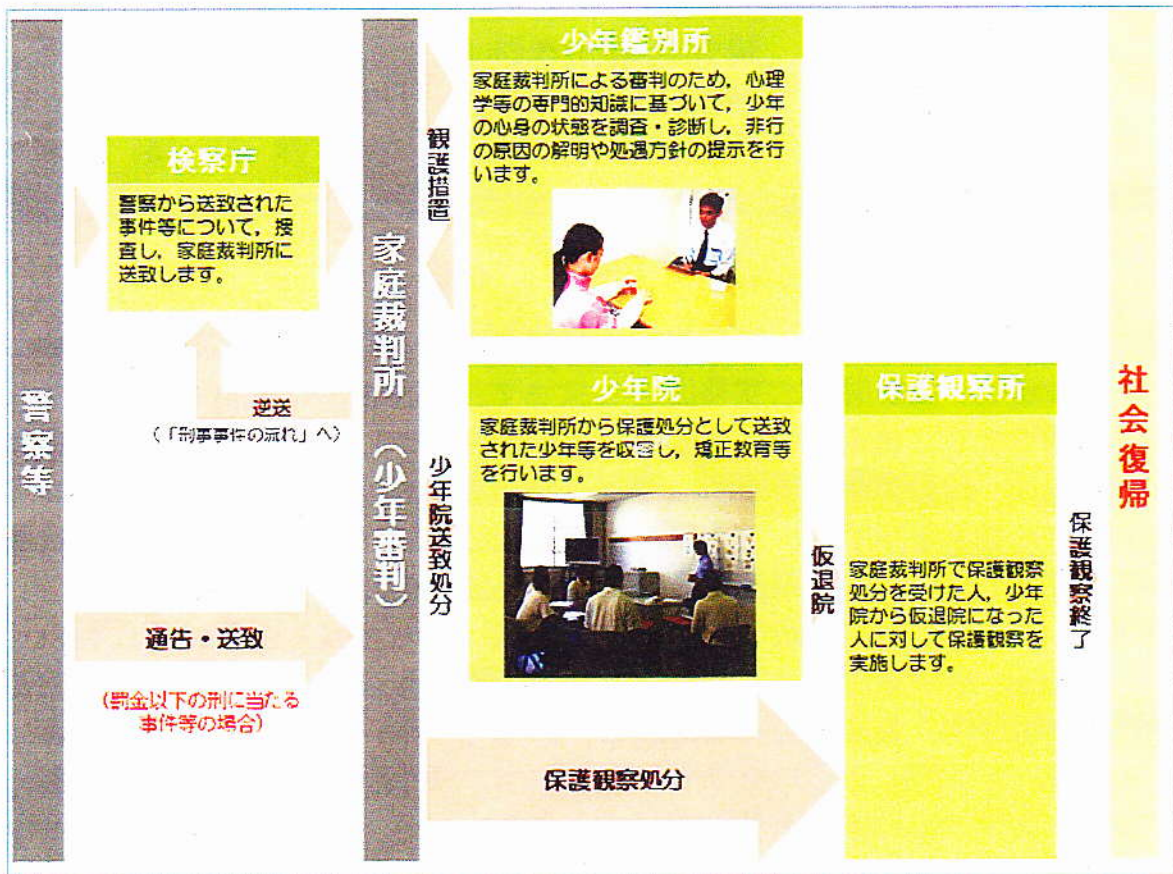 警察等
検察庁
警察から送致された
事件等について，捜
査し，家庭裁判所に
送致します。
逆送
（「刑事事件の流れ」へ）
通告・送致
（罰金以下の刑に当たる
事件等の場合）
家庭裁判所（少年審判）
観護措置
少年鑑別所
家庭裁判所による審判のため，心理
学等の専門的知識に基づいて，少年
の心身の状態を調査・診断し，非行
の原因の解明や処遇方針の提示を行
います。
少年院送致処分
少年院
家庭裁判所から保護処分として送致
された少年等を収容し，矯正教育等
を行います。
仮退院
保護観察処分
保護観察所
家庭裁判所で保護観察
処分を受けた人，少年
院から仮退院になった
人に対して保護観察を
実施します。
保護観察終了
社会復帰